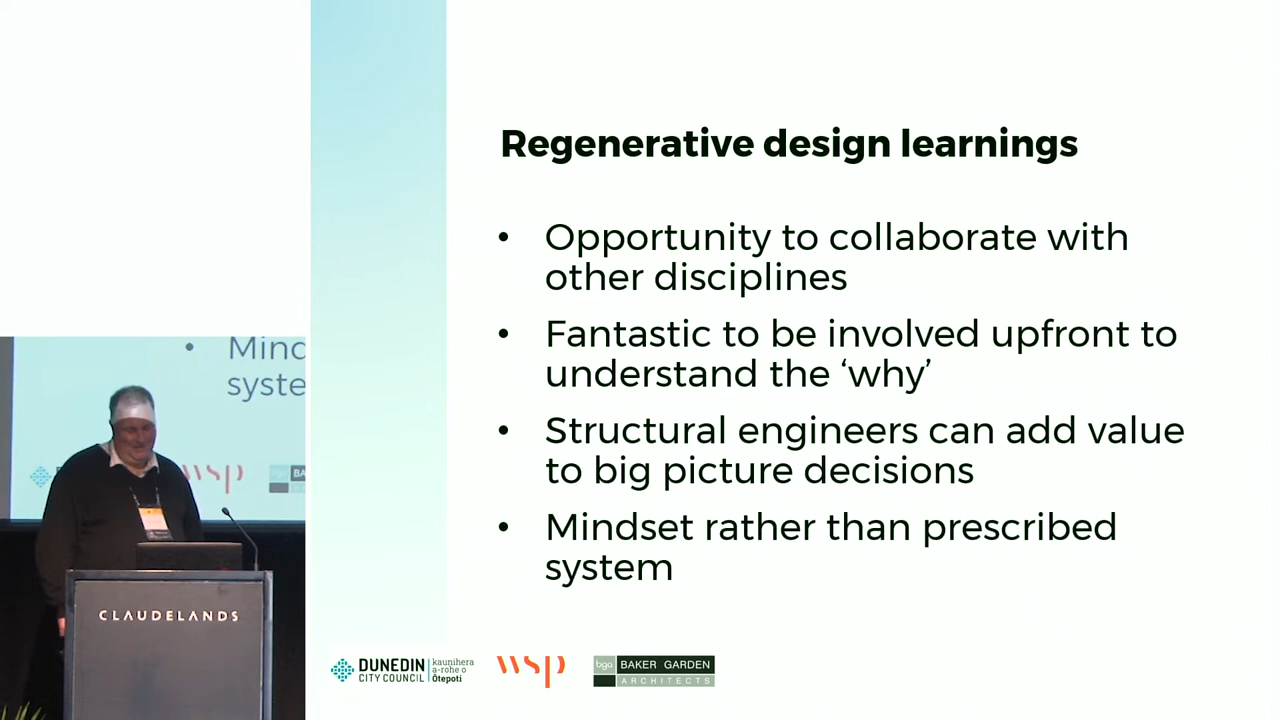 Regenerative design learnings
• Opportunity to collaborate with
other disciplines
• Fantastic to be involved upfront to
understand the ‘why’
• Structural engineers can add value
to big picture decisions
• Mindset rather than prescribed
system
DUNEDIN
CITY COUNCIL
kaunihera
a-rohe o
Ōtepoti
wsp
bga BAKER GARDEN
ARCHITECTS
• Mind
syste
wsp
BA
CLAUDELANDS